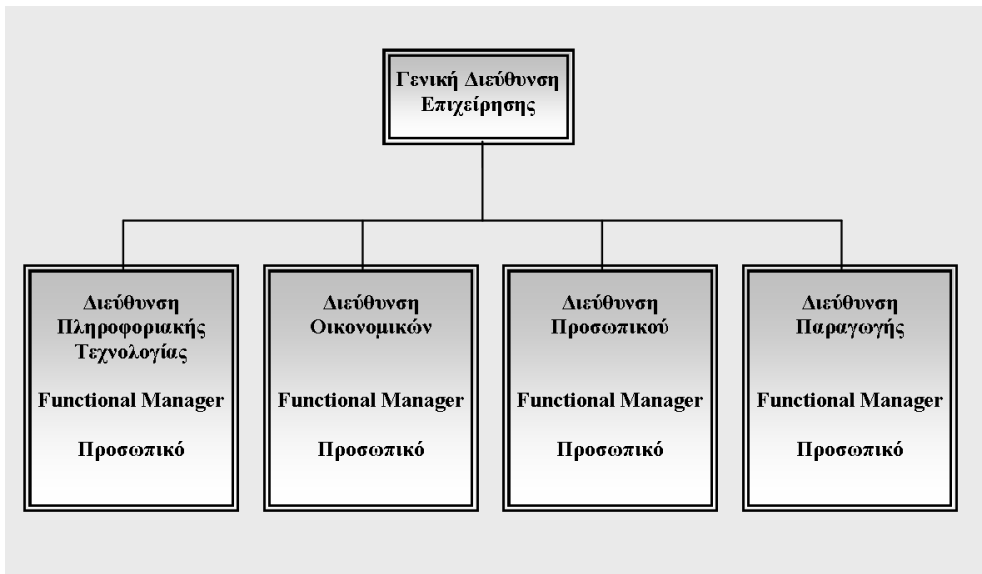 Γενική Διεύθυνση
Επιχείρησης
Διεύθυνση
Πληροφοριακής
Τεχνολογίας
Functional Manager
Προσωπικό
Διεύθυνση
Οικονομικών
Functional Manager
Προσωπικό
Διεύθυνση
Προσωπικού
Functional Manager
Προσωπικό
Διεύθυνση
Παραγωγής
Functional Manager
Προσωπικό